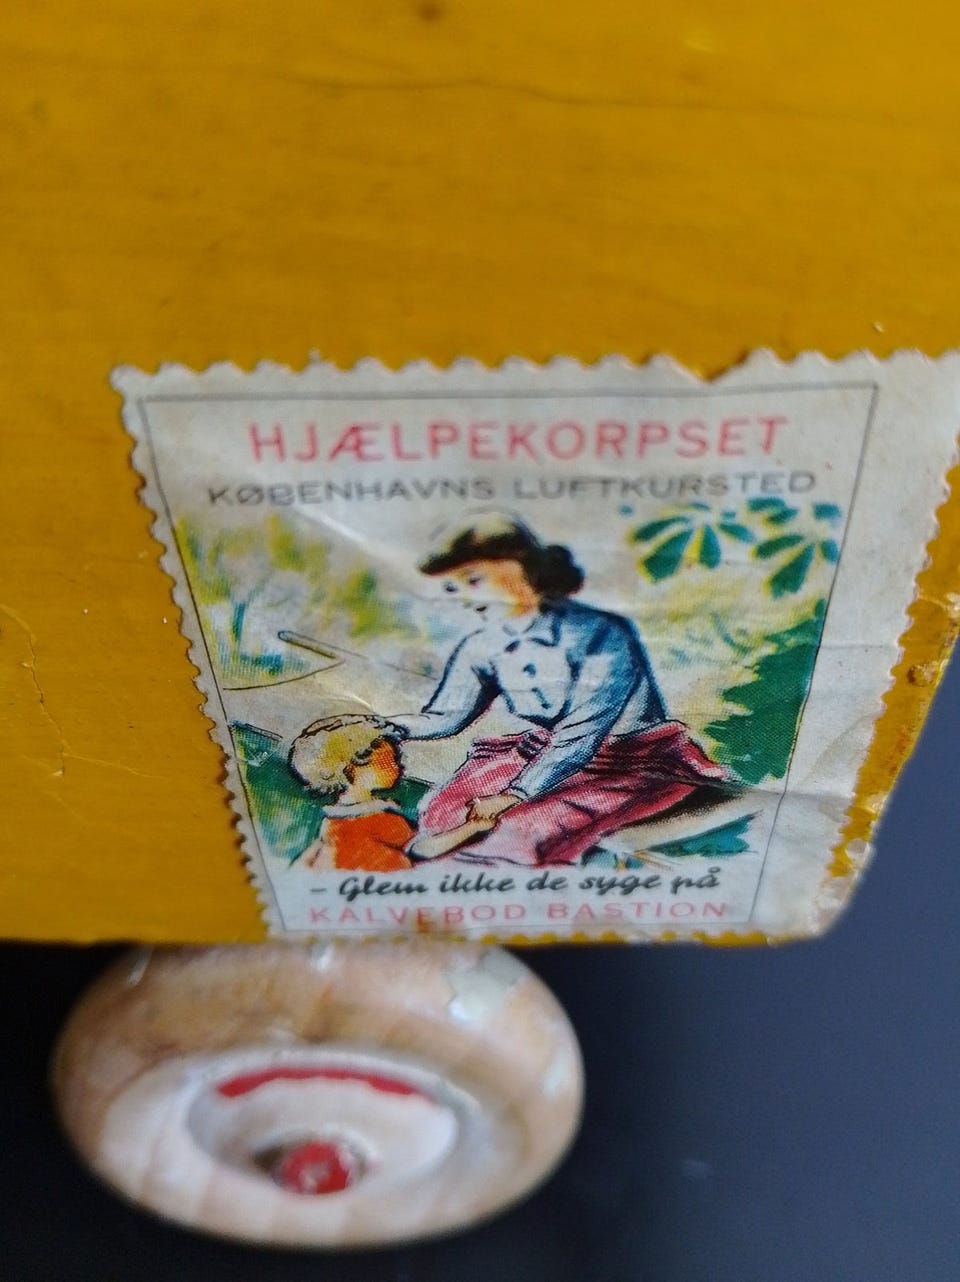 HJÆLPEKORPSET
KØBENHAVNS LUFTKURSTED
– Glem ikke de syge på
KALVEBOD BASTION